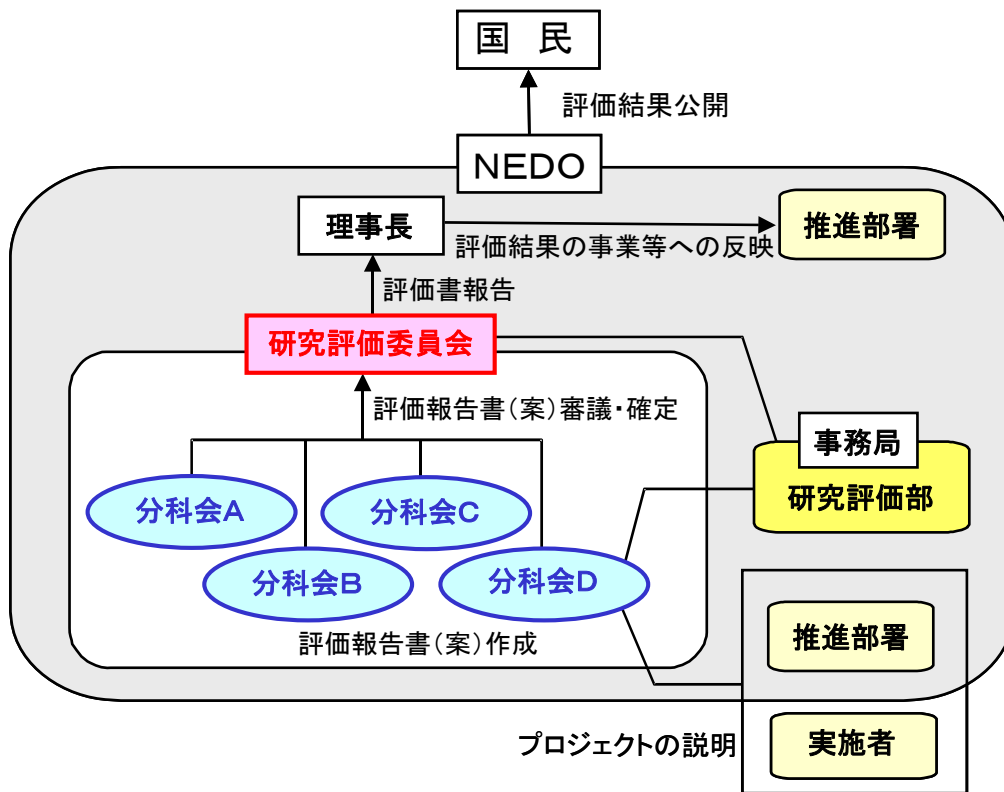 国 民
評価結果公開
NEDO
理事長
推進部署
評価結果の事業等への反映
評価書報告
研究評価委員会
評価報告書(案)審議・確定
事務局
研究評価部
分科会A
分科会C
分科会B
分科会D
評価報告書(案)作成
推進部署
プロジェクトの説明
実施者